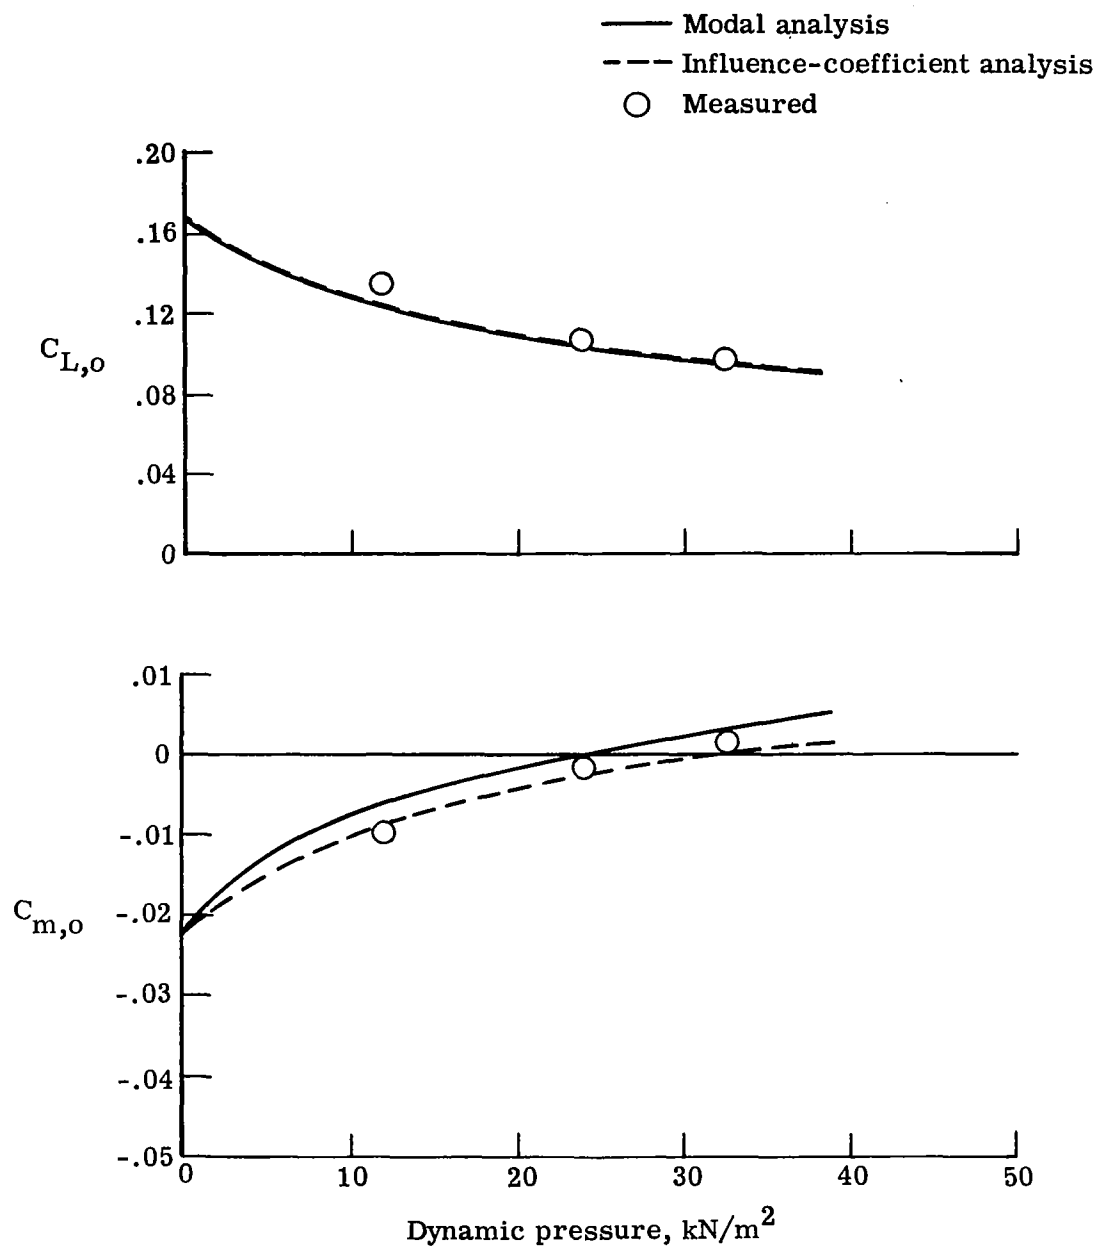 Modal analysis
Influence-coefficient analysis
Measured
.20
.16
.12
.08
.04
0
C_L,o
.01
0
-.01
-.02
-.03
-.04
-.05
C_m,o
0 10 20 30 40 50
Dynamic pressure, kN/m²